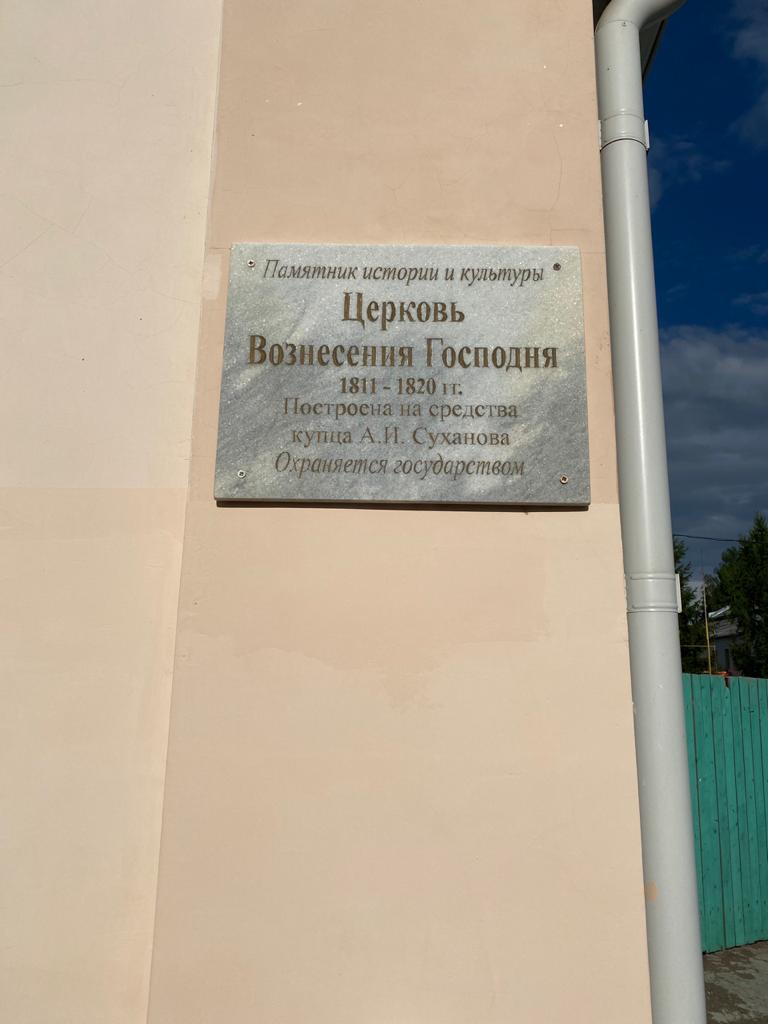 Памятник истории и культуры
Церковь
Вознесения Господня
1811 - 1820 гг.
Построена на средства
купца А.И. Суханова
Охраняется государством